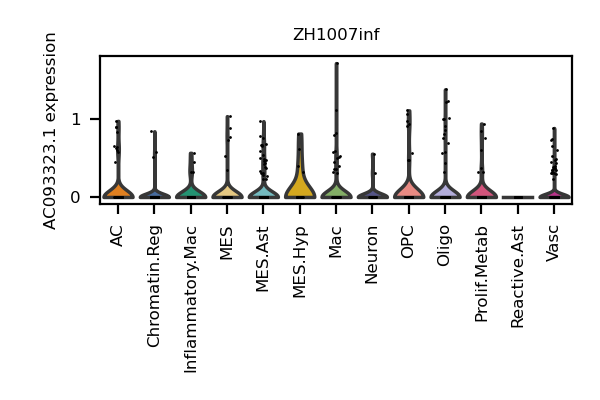 ZH1007inf
AC093323.1 expression
1
0
AC
Chromatin.Reg
Inflammatory.Mac
MES
MES.Ast
MES.Hyp
Mac
Neuron
OPC
Oligo
Prolif.Metab
Reactive.Ast
Vasc